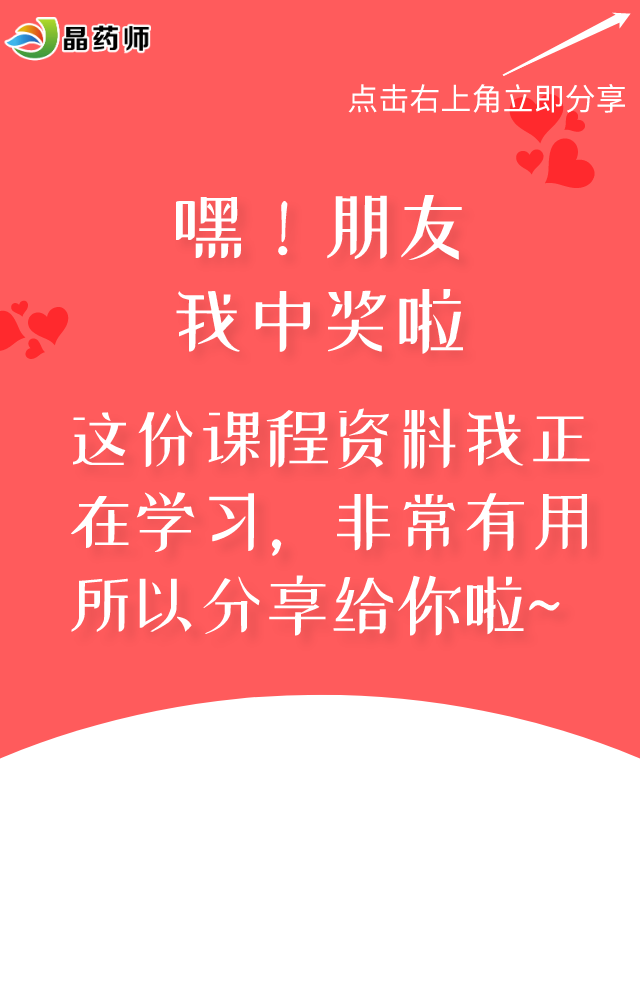 晶药师
点击右上角立即分享
嘿！朋友
我中奖啦
这份课程资料我正
在学习，非常有用
所以分享给你啦~